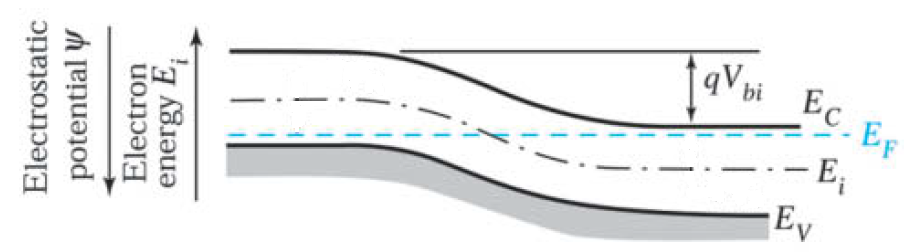 Electrostatic
potential ψ
Electron
energy E_i
qV_bi
E_C
E_F
E_i
E_V